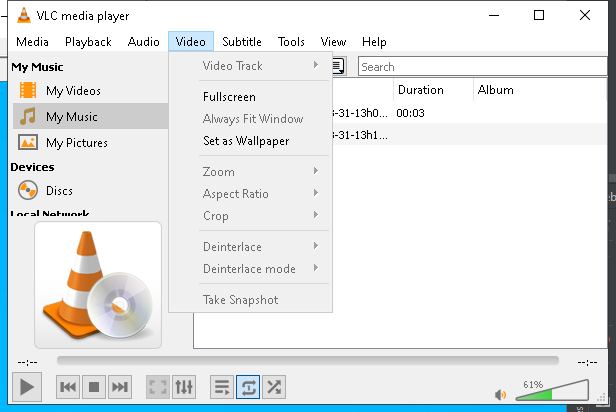 VLC media player
Media Playback Audio Video Subtitle Tools View Help
My Music
My Videos
My Music
My Pictures
Devices
Discs
Local Network
Video Track
Fullscreen
Always Fit Window
Set as Wallpaper
Zoom
Aspect Ratio
Crop
Deinterlace
Deinterlace mode
Take Snapshot
Search
Duration Album
-31-13h0... 00:03
-31-13h1...
--:-- --:--
61%